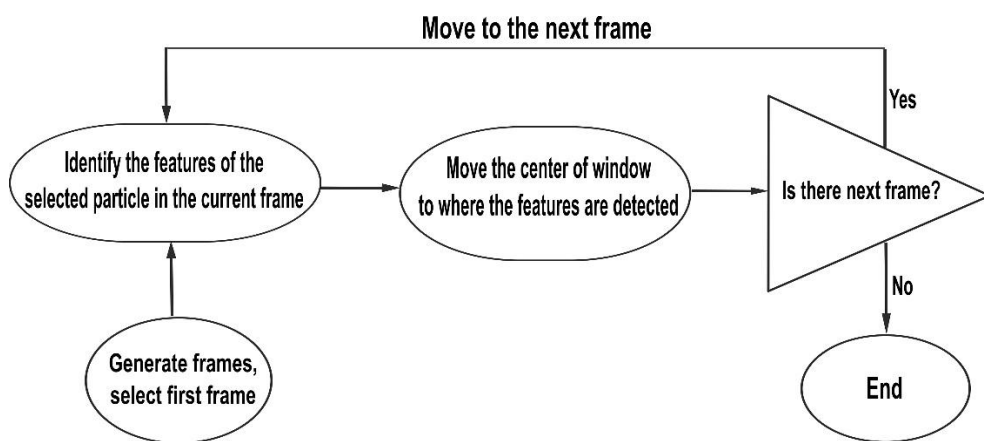 Move to the next frame
Yes
Identify the features of the
selected particle in the current frame
Move the center of window
to where the features are detected
Is there next frame?
No
Generate frames,
select first frame
End